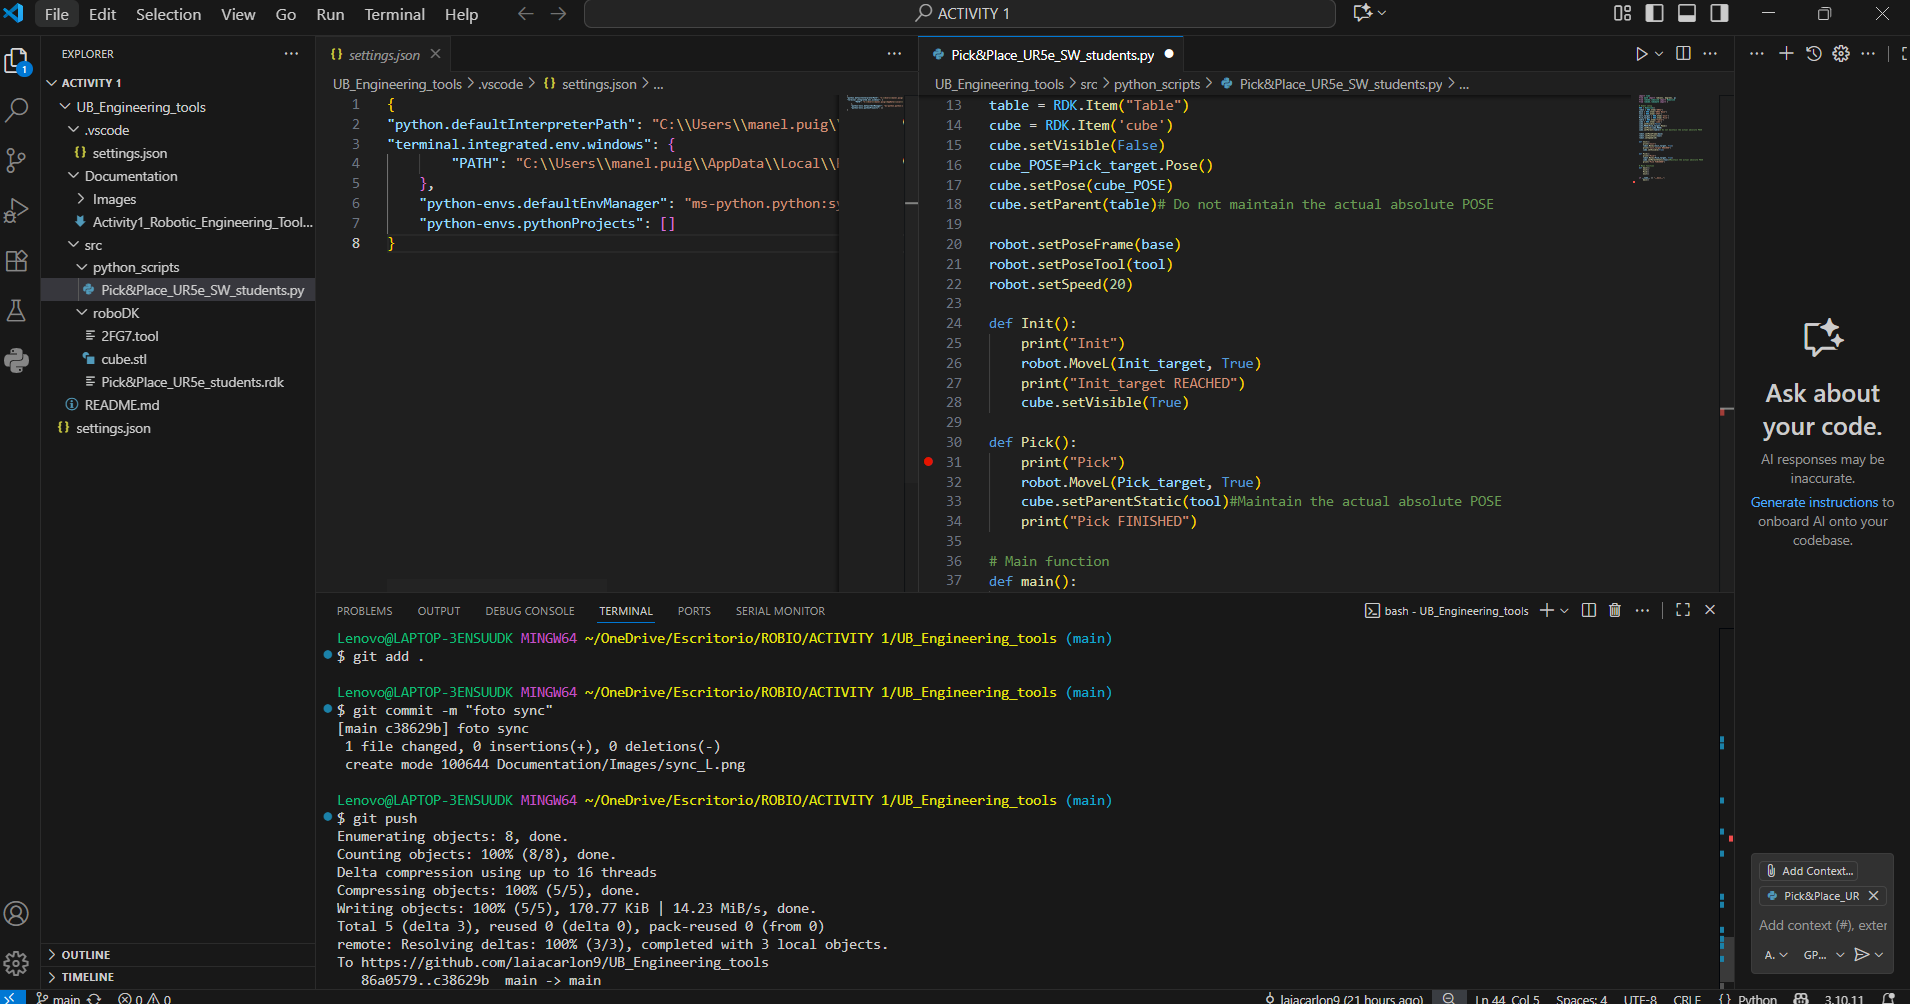 File Edit Selection View Go Run Terminal Help
ACTIVITY 1
EXPLORER
ACTIVITY 1
UB_Engineering_tools
.vscode
settings.json
Documentation
Images
Activity1_Robotic_Engineering_Tool...
src
python_scripts
Pick&Place_UR5e_SW_students.py
roboDK
2FG7.tool
cube.stl
Pick&Place_UR5e_students.rdk
README.md
settings.json
OUTLINE
TIMELINE
settings.json
UB_Engineering_tools > .vscode > settings.json > ...
1 {
2 "python.defaultInterpreterPath": "C:\\Users\\manel.puig\
3 "terminal.integrated.env.windows": {
4 "PATH": "C:\\Users\\manel.puig\\AppData\\Local\\
5 },
6 "python-envs.defaultEnvManager": "ms-python.python:sy
7 "python-envs.pythonProjects": []
8 }
Pick&Place_UR5e_SW_students.py
UB_Engineering_tools > src > python_scripts > Pick&Place_UR5e_SW_students.py > ...
13 table = RDK.Item("Table")
14 cube = RDK.Item('cube')
15 cube.setVisible(False)
16 cube_POSE=Pick_target.Pose()
17 cube.setPose(cube_POSE)
18 cube.setParent(table)# Do not maintain the actual absolute POSE
19
20 robot.setPoseFrame(base)
21 robot.setPoseTool(tool)
22 robot.setSpeed(20)
23
24 def Init():
25 print("Init")
26 robot.MoveL(Init_target, True)
27 print("Init_target REACHED")
28 cube.setVisible(True)
29
30 def Pick():
31 print("Pick")
32 robot.MoveL(Pick_target, True)
33 cube.setParentStatic(tool)#Maintain the actual absolute POSE
34 print("Pick FINISHED")
35
36 # Main function
37 def main():
PROBLEMS OUTPUT DEBUG CONSOLE TERMINAL PORTS SERIAL MONITOR
bash - UB_Engineering_tools
Lenovo@LAPTOP-3ENSUUDK MINGW64 ~/OneDrive/Escritorio/ROBIO/ACTIVITY 1/UB_Engineering_tools (main)
$ git add .
Lenovo@LAPTOP-3ENSUUDK MINGW64 ~/OneDrive/Escritorio/ROBIO/ACTIVITY 1/UB_Engineering_tools (main)
$ git commit -m "foto sync"
[main c38629b] foto sync
1 file changed, 0 insertions(+), 0 deletions(-)
create mode 100644 Documentation/Images/sync_L.png
Lenovo@LAPTOP-3ENSUUDK MINGW64 ~/OneDrive/Escritorio/ROBIO/ACTIVITY 1/UB_Engineering_tools (main)
$ git push
Enumerating objects: 8, done.
Counting objects: 100% (8/8), done.
Delta compression using up to 16 threads
Compressing objects: 100% (5/5), done.
Writing objects: 100% (5/5), 170.77 KiB | 14.23 MiB/s, done.
Total 5 (delta 3), reused 0 (delta 0), pack-reused 0 (from 0)
remote: Resolving deltas: 100% (3/3), completed with 3 local objects.
To https://github.com/laiacarlon9/UB_Engineering_tools
86a0579..c38629b main -> main
Ask about
your code.
AI responses may be
inaccurate.
Generate instructions to
onboard AI onto your
codebase.
Add Context...
Pick&Place_UR
Add context (#), exter
A. GP...
main 0 0 laiacarlon9 (21 hours ago) Ln 44, Col 5 Spaces: 4 UTF-8 CRLF Python 3.10.11